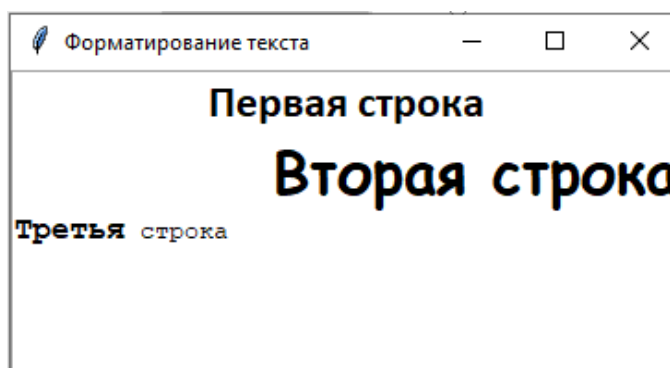 Форматирование текста
Первая строка
Вторая строка
Третья строка